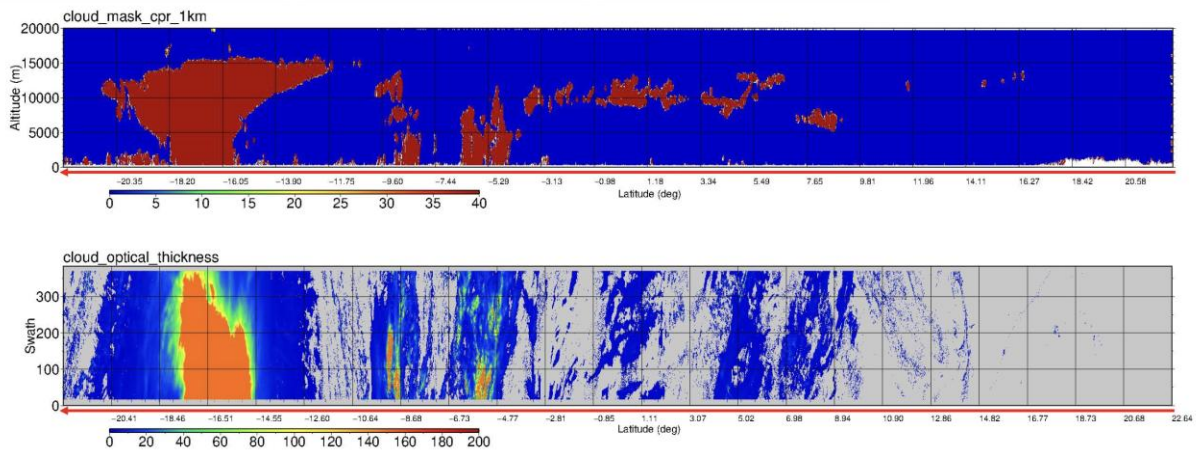 cloud_mask_cpr_1km
20000
15000
10000
5000
0
Altitude (m)
−20.35 −18.20 −16.05 −13.90 −11.75 −9.60 −7.44 −5.29 −3.13 −0.98 1.18 3.34 5.49 7.65 9.81 11.96 14.11 16.27 18.42 20.58
Latitude (deg)
0 5 10 15 20 25 30 35 40
cloud_optical_thickness
300
200
100
0
Swath
−20.41 −18.46 −16.51 −14.55 −12.60 −10.64 −8.68 −6.73 −4.77 −2.81 −0.85 1.11 3.07 5.02 6.98 8.94 10.90 12.86 14.82 16.77 18.73 20.68 22.64
Latitude (deg)
0 20 40 60 80 100 120 140 160 180 200